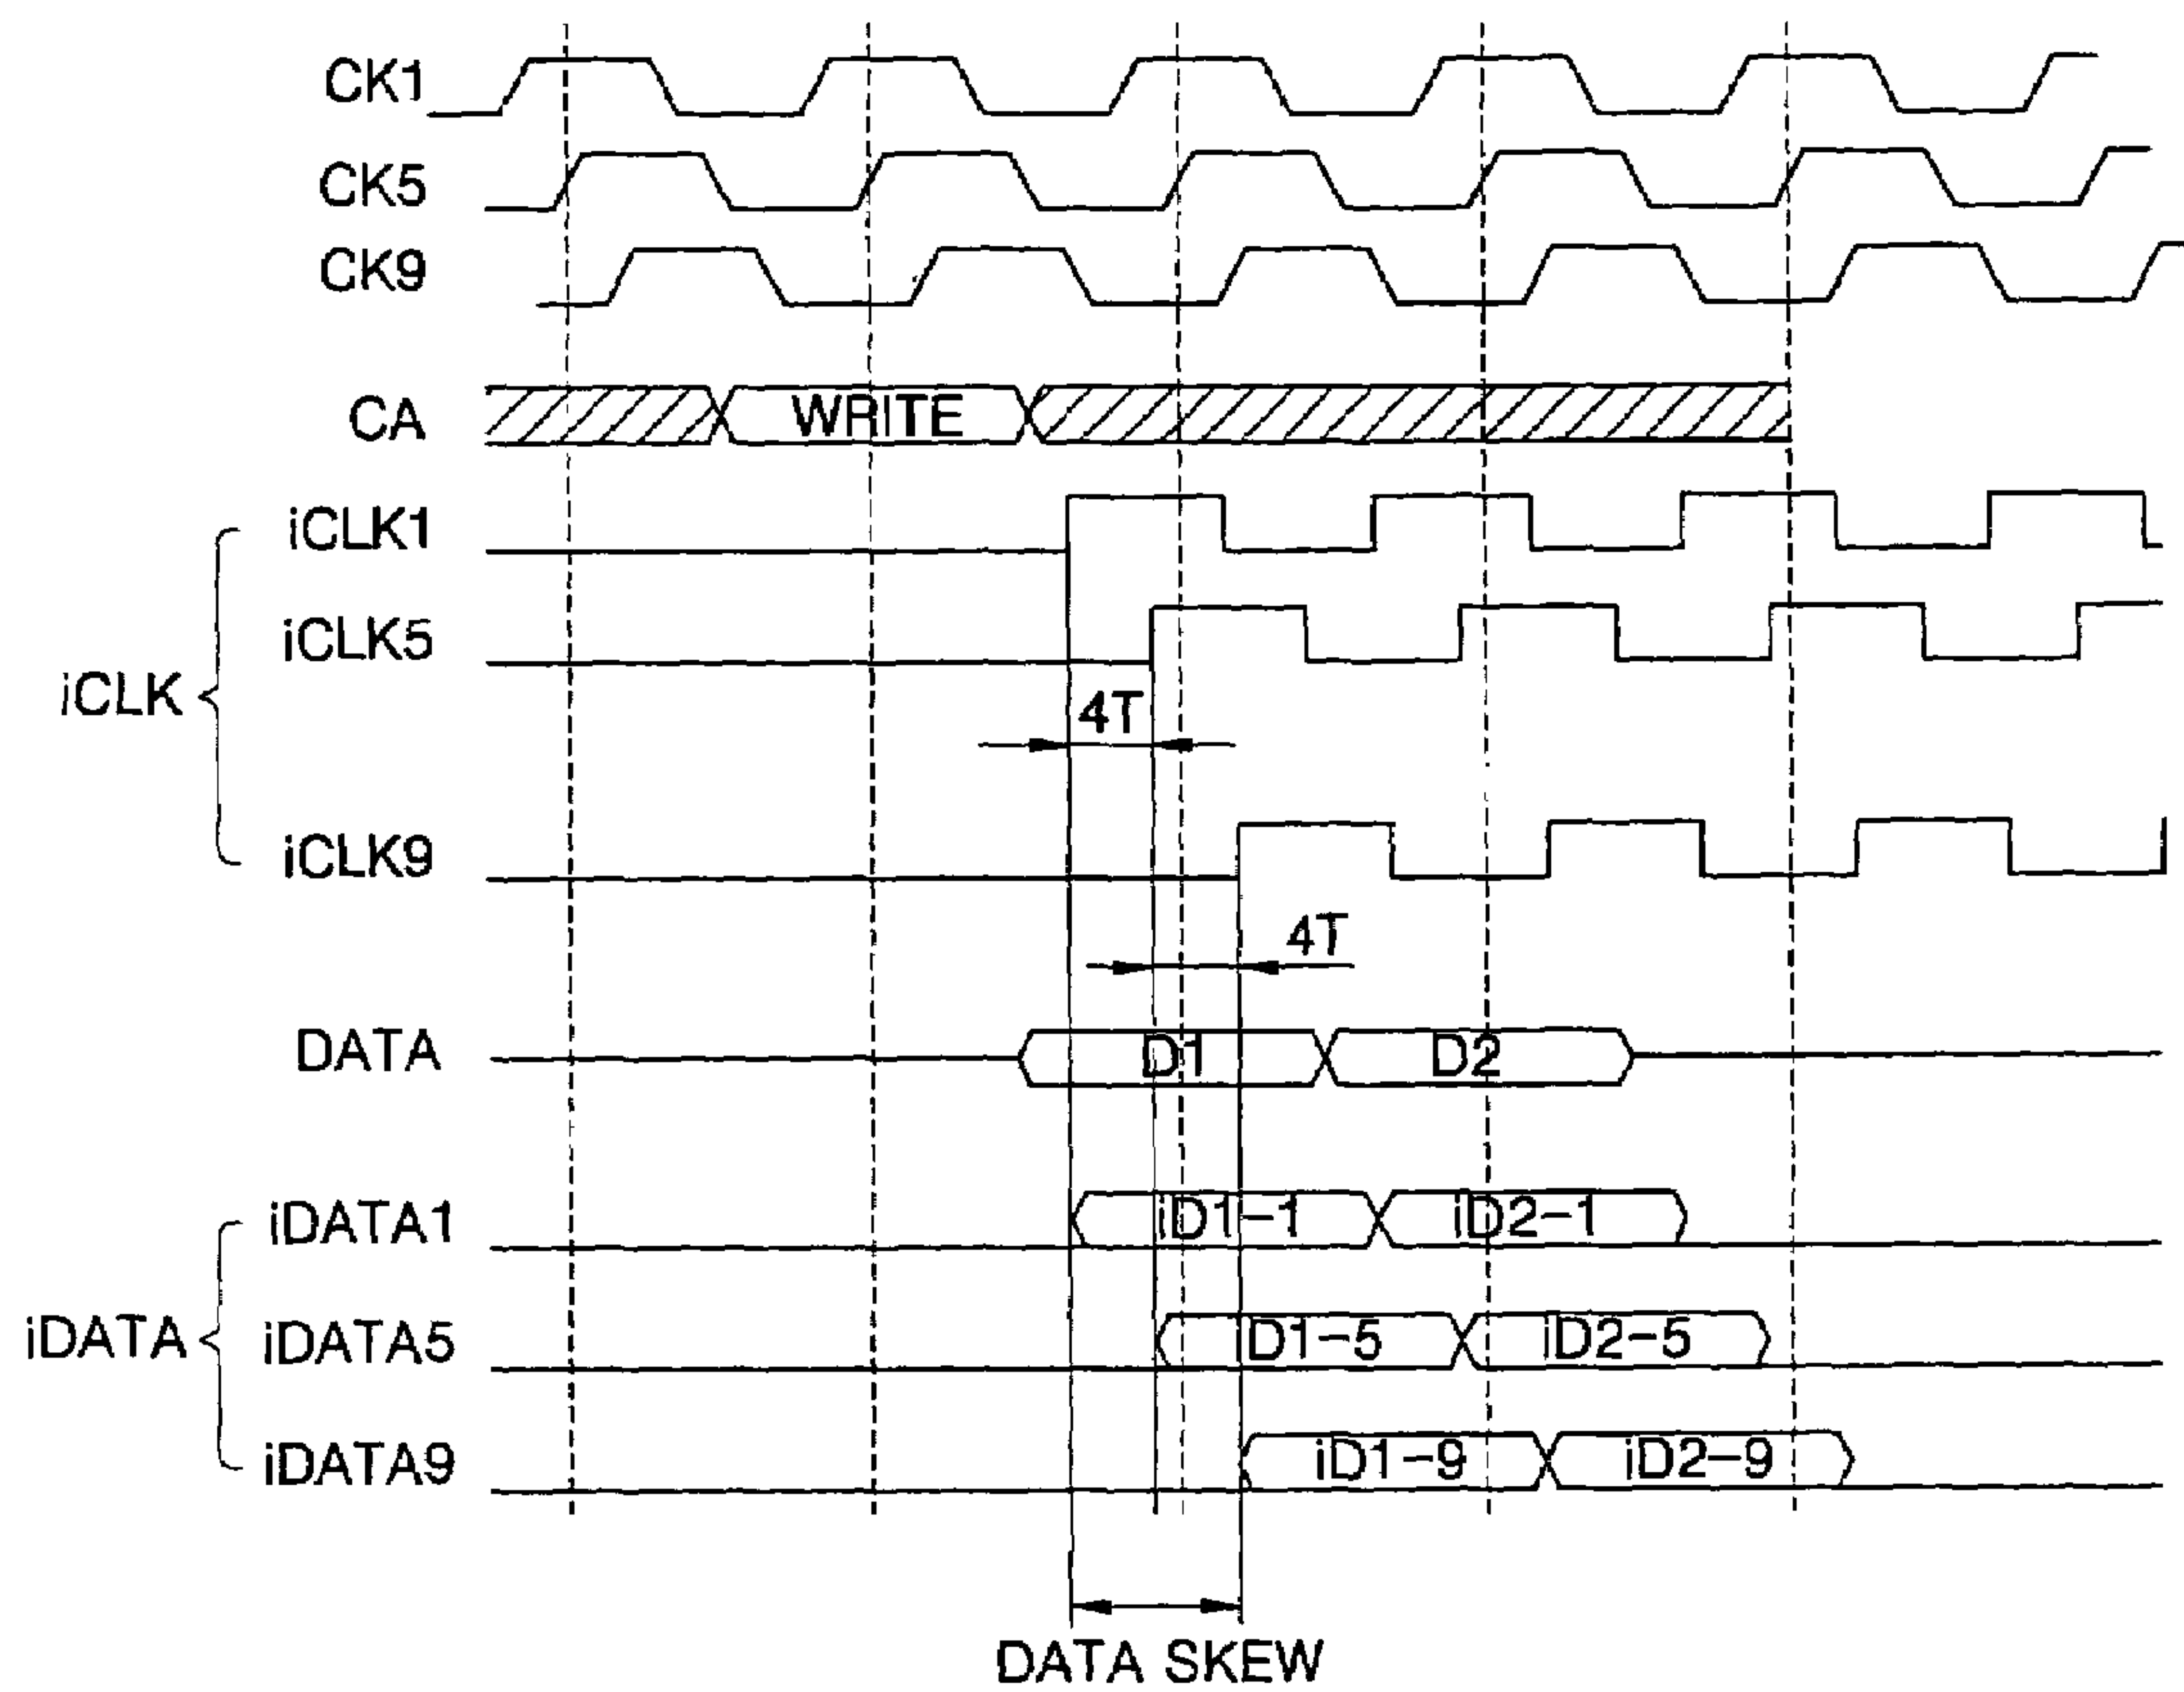 CK1
CK5
CK9
CA WRITE
iCLK1
iCLK5
iCLK
4T
iCLK9
4T
DATA D1 D2
iDATA1 iD1-1 iD2-1
iDATA iDATA5 iD1-5 iD2-5
iDATA9 iD1-9 iD2-9
DATA SKEW